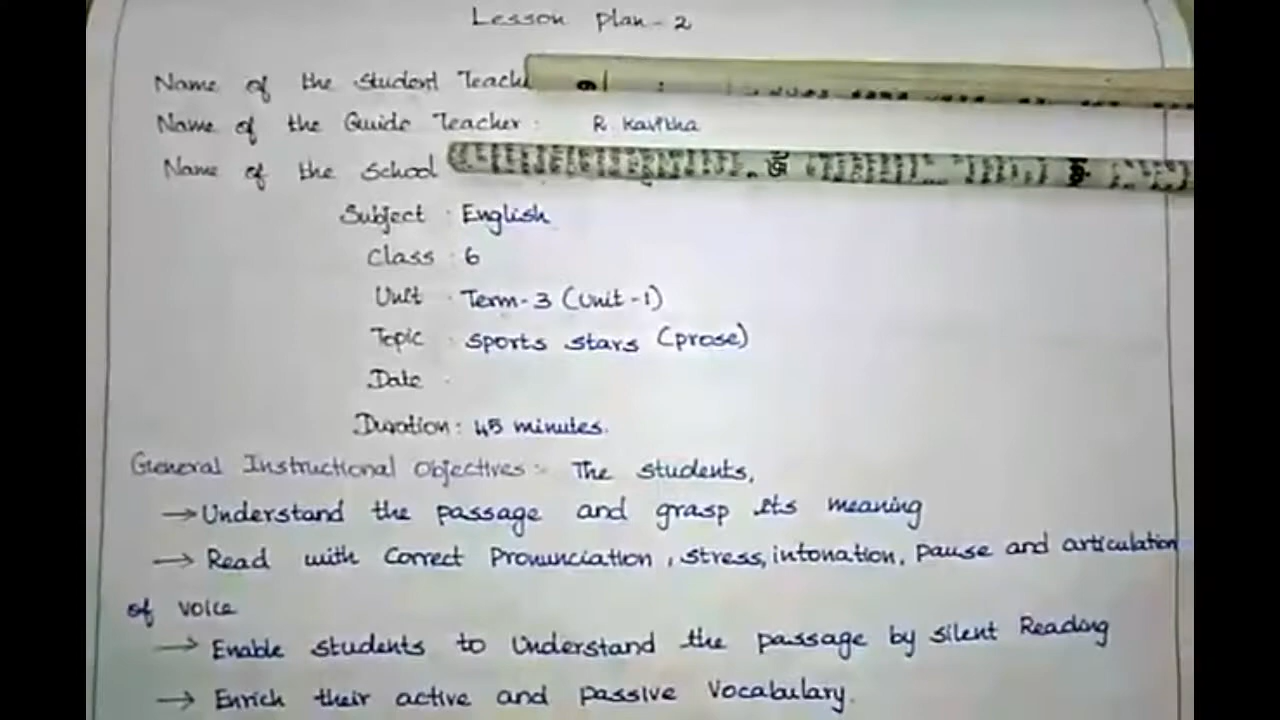 Lesson plan - 2
Name of the Student Teache
Name of the Guide Teacher : R. Kavitha
Name of the School
Subject : English
Class : 6
Unit : Term - 3 (Unit - 1)
Topic : Sports Stars (prose)
Date :
Duration : 45 minutes.
General Instructional Objectives :- The students,
→ Understand the passage and grasp its meaning
→ Read with Correct Pronunciation, stress, intonation, pause and articulation
of voice
→ Enable students to Understand the passage by silent Reading
→ Enrich their active and passive Vocabulary.